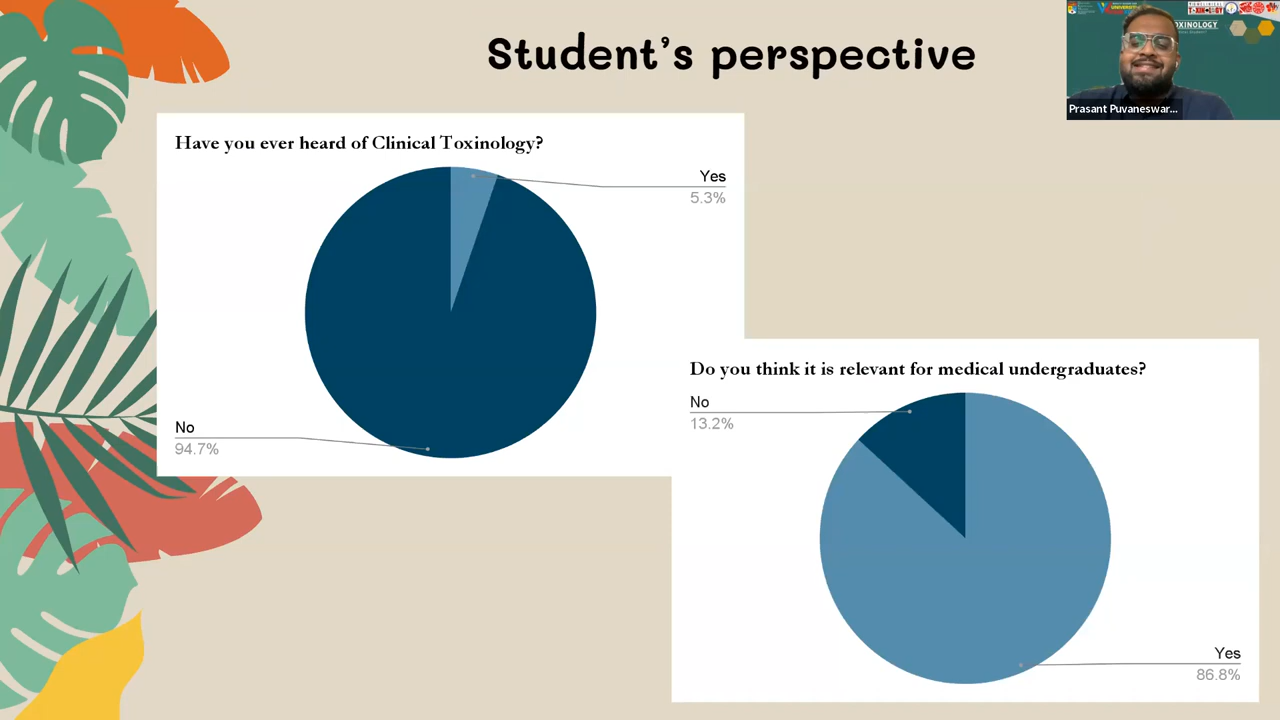 Student's perspective
TOXINOLOGY
Prasant Puvaneswar...
Have you ever heard of Clinical Toxinology?
Yes
5.3%
No
94.7%
Do you think it is relevant for medical undergraduates?
No
13.2%
Yes
86.8%